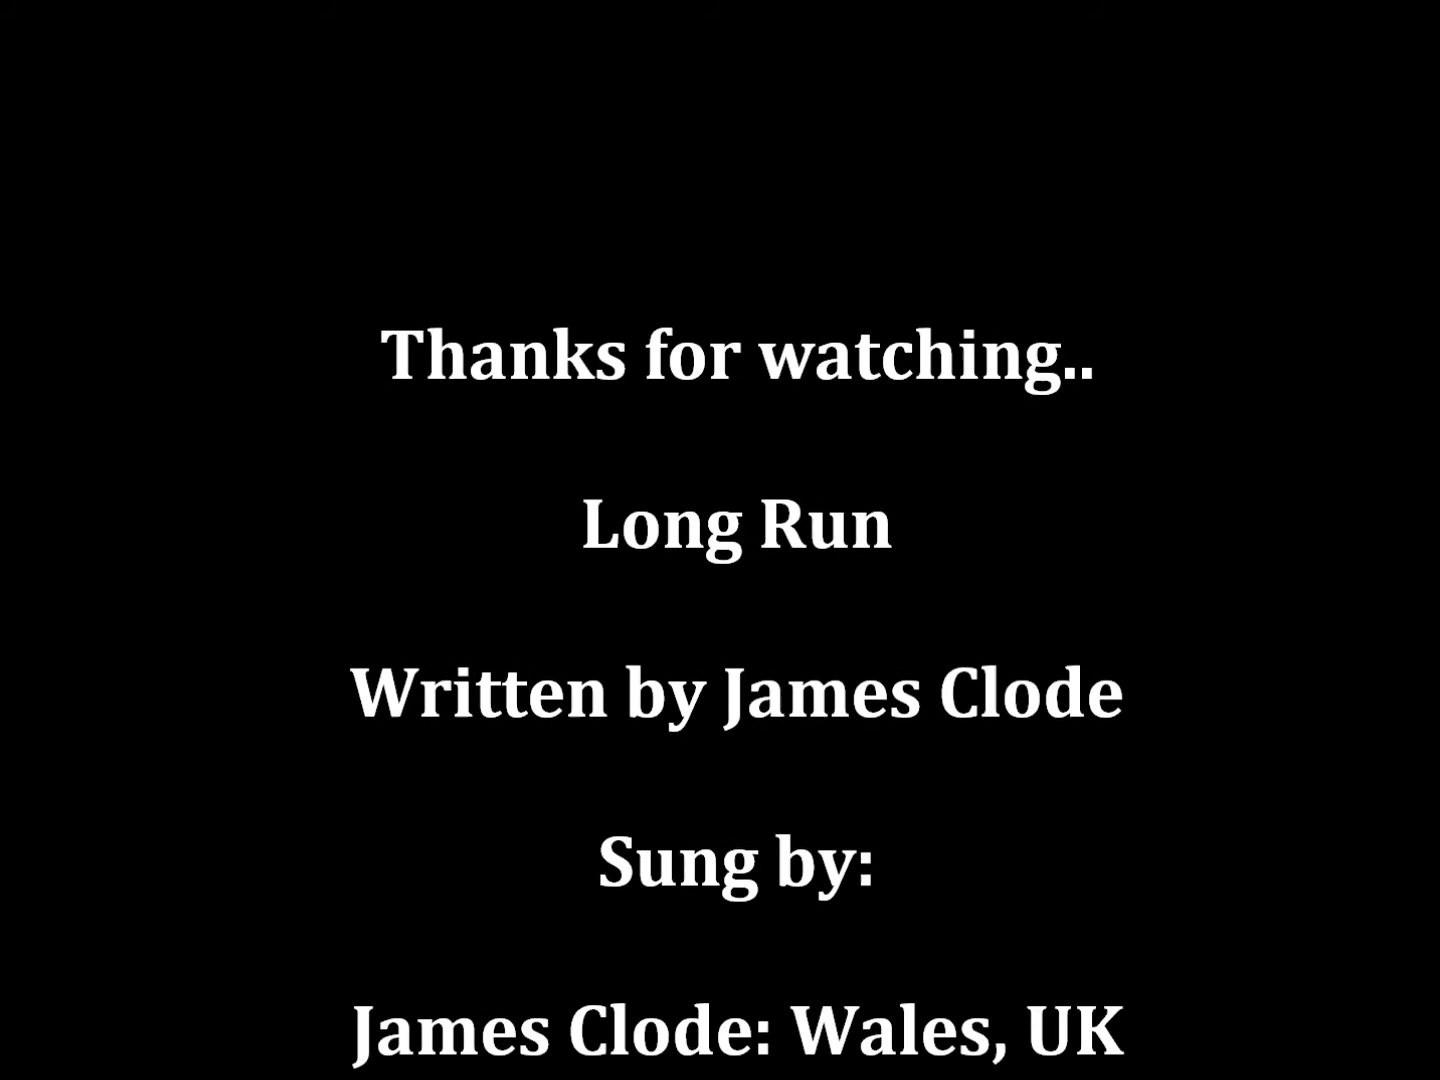 Thanks for watching..
Long Run
Written by James Clode
Sung by:
James Clode: Wales, UK